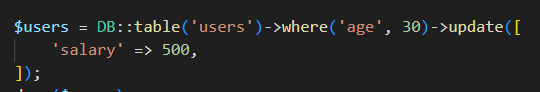 $users = DB::table('users')->where('age', 30)->update([
    'salary' => 500,
]);